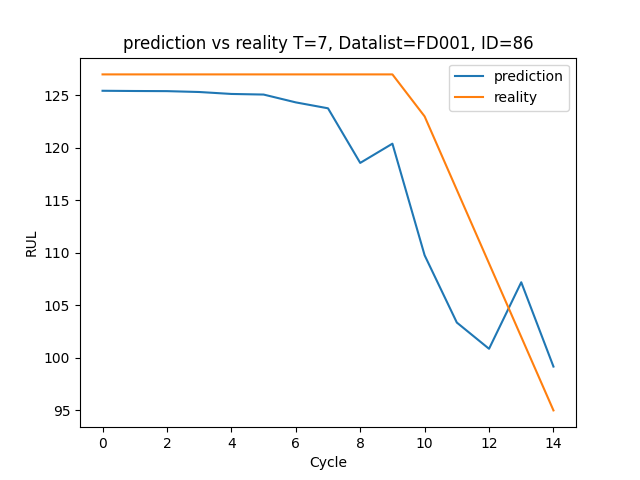 prediction vs reality T=7, Datalist=FD001, ID=86
prediction
reality
RUL
125
120
115
110
105
100
95
0 2 4 6 8 10 12 14
Cycle